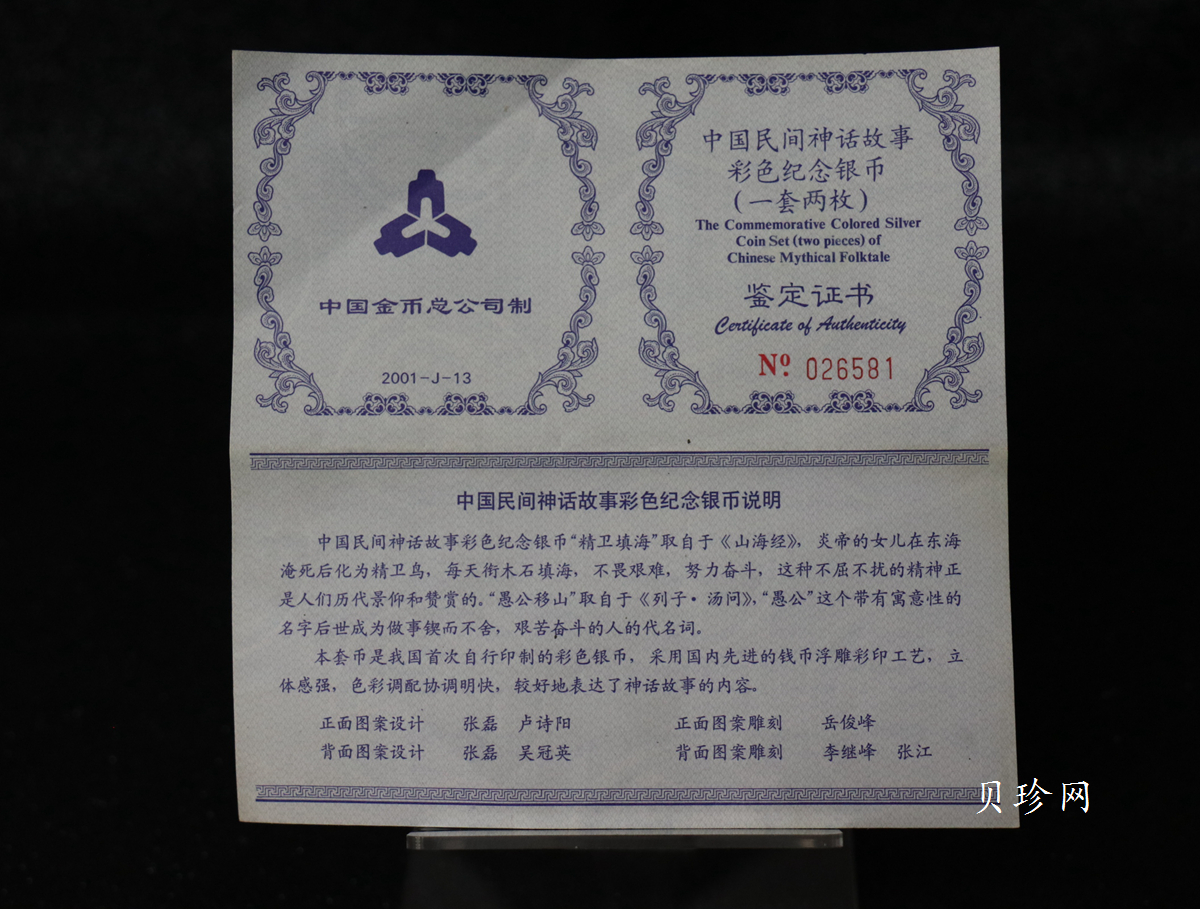 中国金币总公司制
2001-J-13
中国民间神话故事
彩色纪念银币
(一套两枚)
The Commemorative Colored Silver
Coin Set (two pieces) of
Chinese Mythical Folktale
鉴定证书
Certificate of Authenticity
Nº 026581
中国民间神话故事彩色纪念银币说明
中国民间神话故事彩色纪念银币“精卫填海”取自于《山海经》，炎帝的女儿在东海
淹死后化为精卫鸟，每天衔木石填海，不畏艰难，努力奋斗，这种不屈不扰的精神正
是人们历代景仰和赞赏的。“愚公移山”取自于《列子·汤问》，“愚公”这个带有寓意性的
名字后世成为做事锲而不舍，艰苦奋斗的人的代名词。
本套币是我国首次自行印制的彩色银币，采用国内先进的钱币浮雕彩印工艺，立
体感强，色彩调配协调明快，较好地表达了神话故事的内容。
正面图案设计 张磊 卢诗阳 正面图案雕刻 岳俊峰
背面图案设计 张磊 吴冠英 背面图案雕刻 李继峰 张江
贝珍网